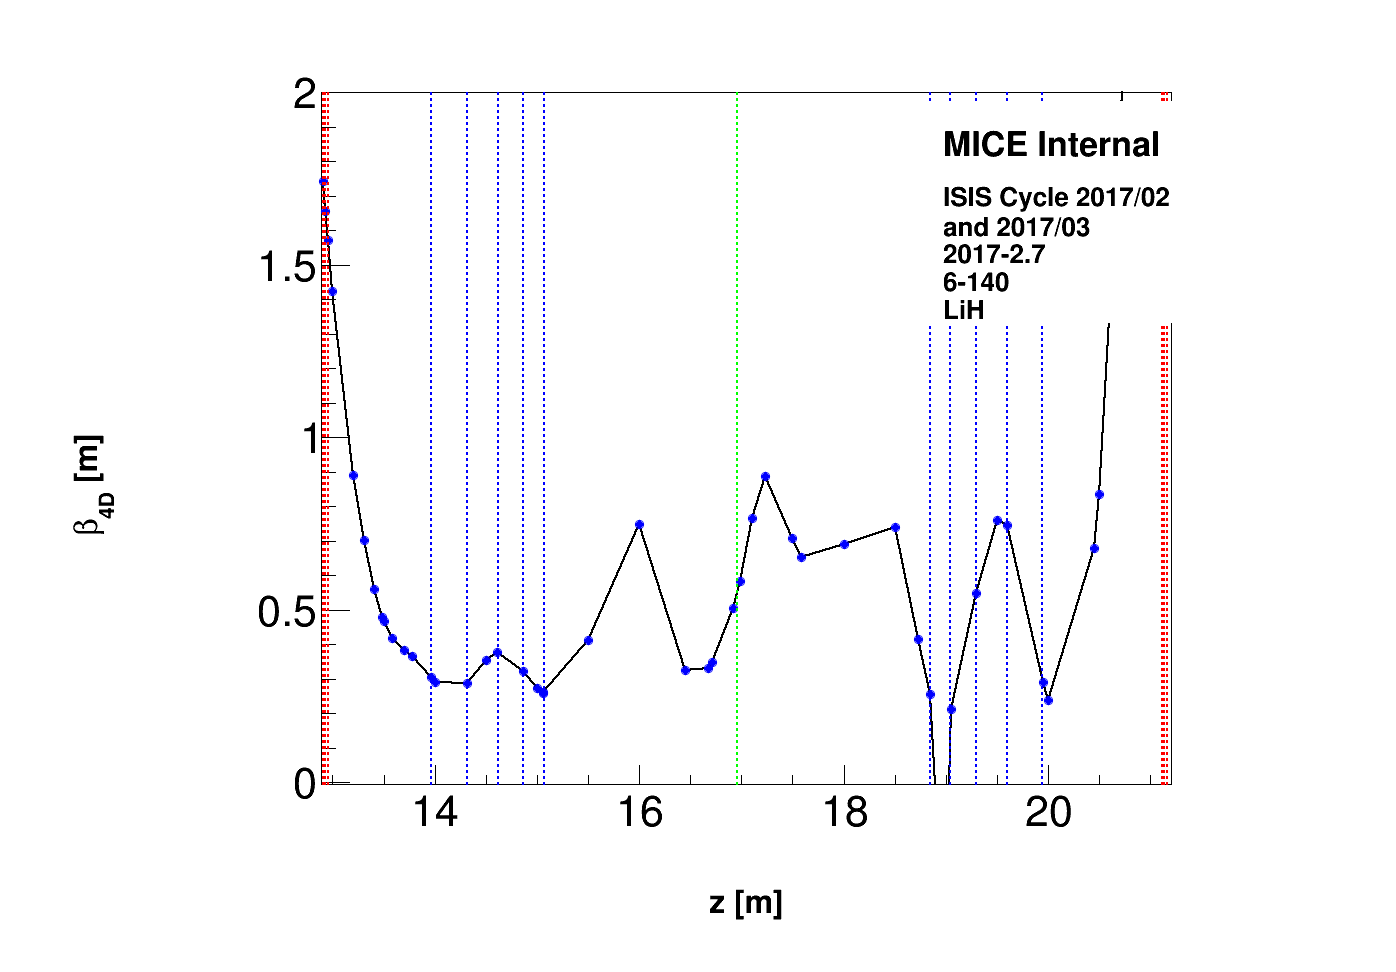 2
1.5
1
0.5
0
β4D [m]
MICE Internal
ISIS Cycle 2017/02
and 2017/03
2017-2.7
6-140
LiH
14 16 18 20
z [m]